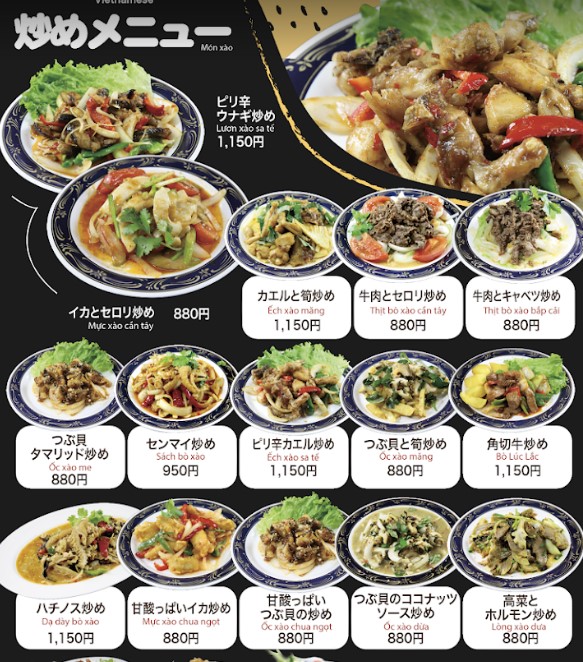 Vietnamese
炒めメニュー
Món xào
ピリ辛
ウナギ炒め
Lươn xào sa tế
1,150円
イカとセロリ炒め 880円
Mực xào cần tây
カエルと筍炒め
Ếch xào măng
1,150円
牛肉とセロリ炒め
Thịt bò xào cần tây
880円
牛肉とキャベツ炒め
Thịt bò xào bắp cải
880円
つぶ貝
タマリッド炒め
Ốc xào me
880円
センマイ炒め
Sách bò xào
950円
ピリ辛カエル炒め
Ếch xào sa tế
1,150円
つぶ貝と筍炒め
Ốc xào măng
880円
角切牛炒め
Bò Lúc Lắc
1,150円
ハチノス炒め
Dạ dày bò xào
1,150円
甘酸っぱいイカ炒め
Mực xào chua ngọt
880円
甘酸っぱい
つぶ貝の炒め
Ốc xào chua ngọt
880円
つぶ貝のココナッツ
ソース炒め
Ốc xào dừa
880円
高菜と
ホルモン炒め
Lòng xào dưa
880円